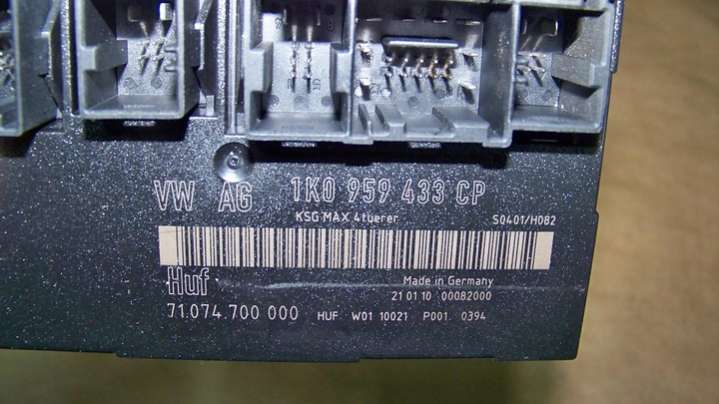 VW AG 1K0 959 433 CP
KSG MAX 4tuerer S0401/H082
Huf Made in Germany
21 01 10 00082000
71.074.700 000 HUF W01 10021 P001 0394